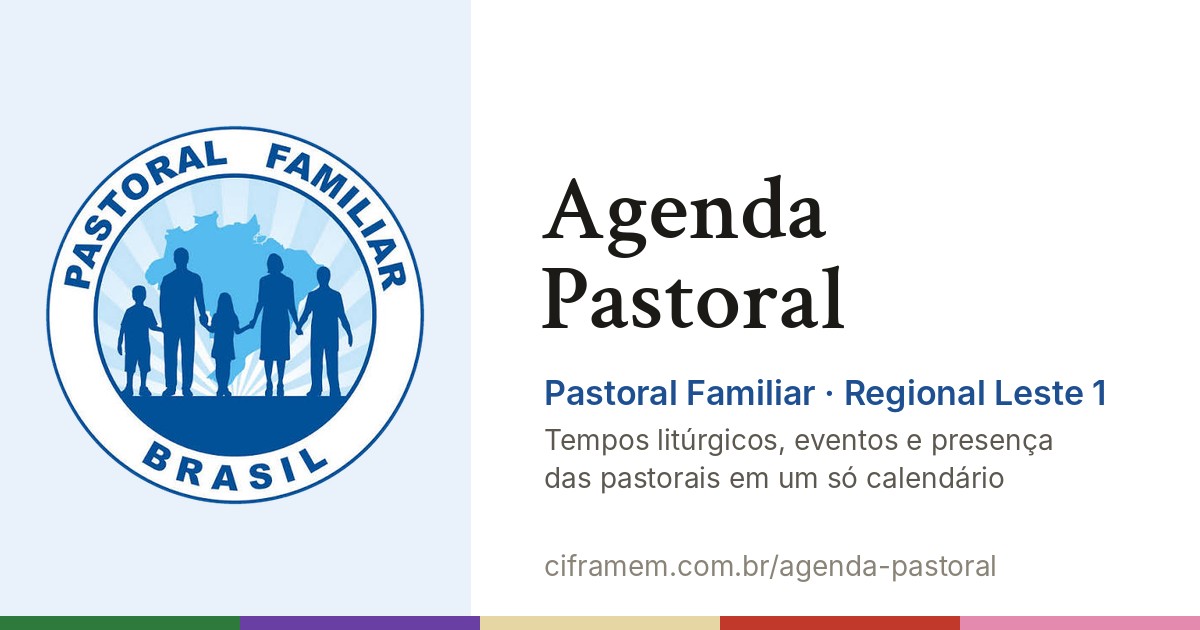 PASTORAL FAMILIAR
BRASIL
Agenda
Pastoral
Pastoral Familiar · Regional Leste 1
Tempos litúrgicos, eventos e presença
das pastorais em um só calendário
ciframem.com.br/agenda-pastoral